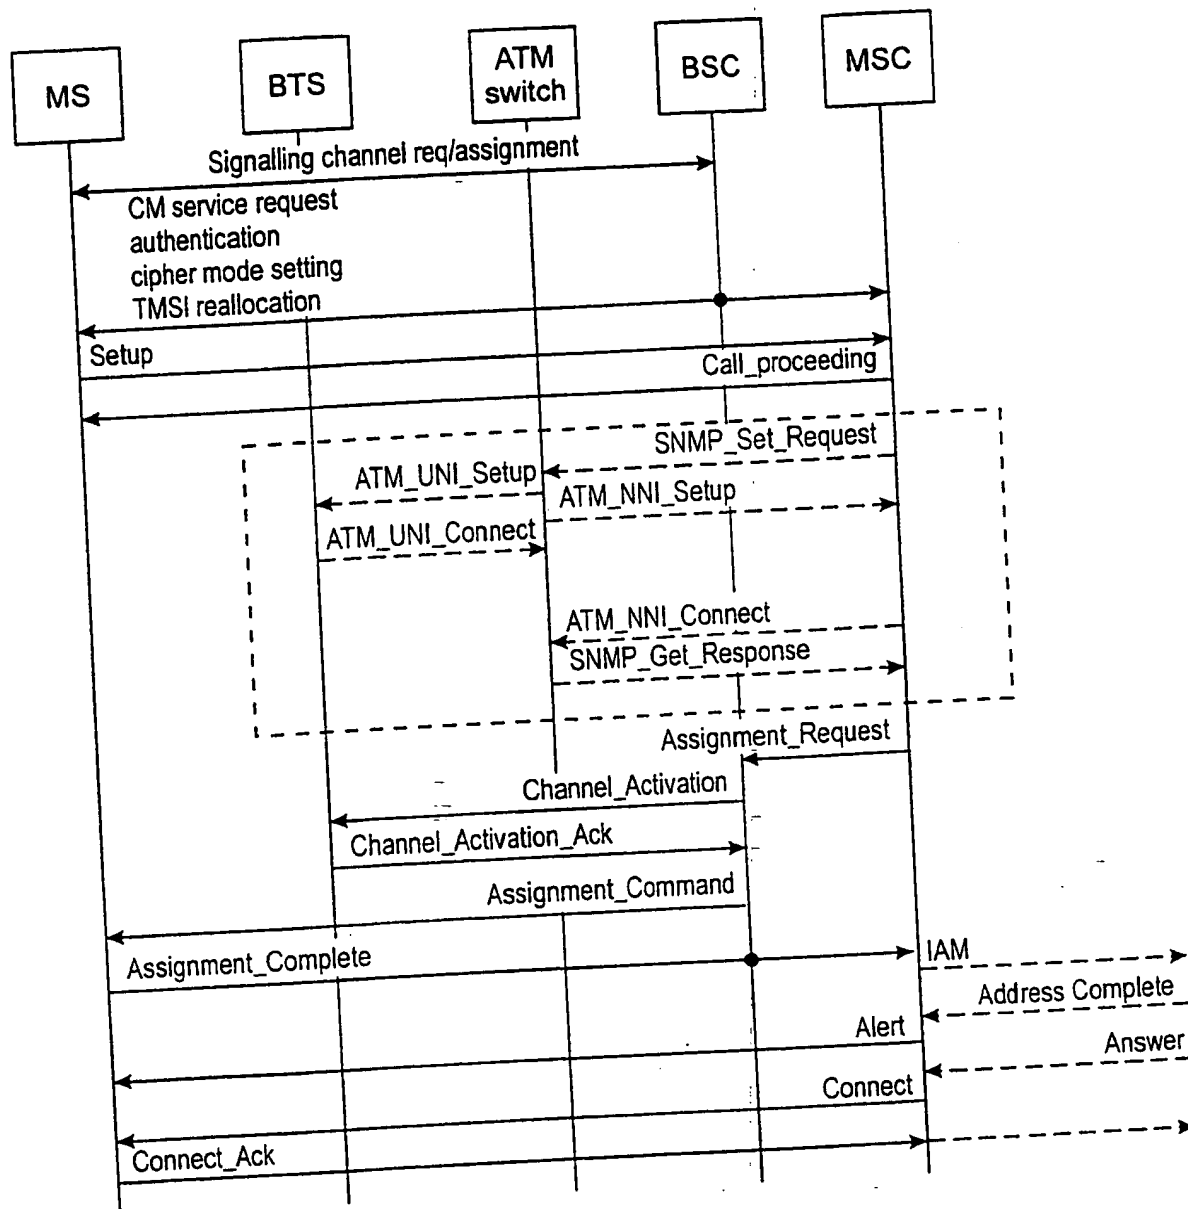 MS
BTS
ATM
switch
BSC
MSC
Signalling channel req/assignment
CM service request
authentication
cipher mode setting
TMSI reallocation
Setup
Call_proceeding
SNMP_Set_Request
ATM_UNI_Setup
ATM_NNI_Setup
ATM_UNI_Connect
ATM_NNI_Connect
SNMP_Get_Response
Assignment_Request
Channel_Activation
Channel_Activation_Ack
Assignment_Command
Assignment_Complete
IAM
Address Complete
Alert
Answer
Connect
Connect_Ack